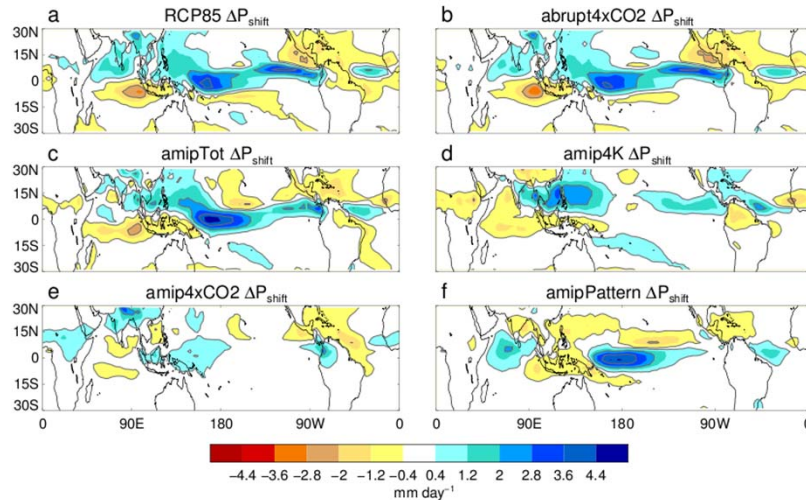 a RCP85 ΔPshift
b abrupt4xCO2 ΔPshift
30N
15N
0
15S
30S
c amipTot ΔPshift
d amip4K ΔPshift
30N
15N
0
15S
30S
e amip4xCO2 ΔPshift
f amipPattern ΔPshift
30N
15N
0
15S
30S
0 90E 180 90W 0 90E 180 90W 0
−4.4 −3.6 −2.8 −2 −1.2 −0.4 0.4 1.2 2 2.8 3.6 4.4
mm day⁻¹